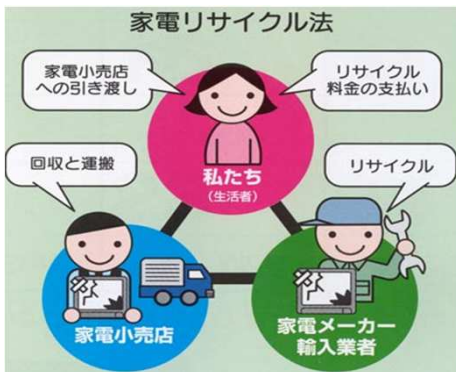 家電リサイクル法
家電小売店
への引き渡し
リサイクル
料金の支払い
私たち
(生活者)
回収と運搬
リサイクル
家電小売店
家電メーカー
輸入業者